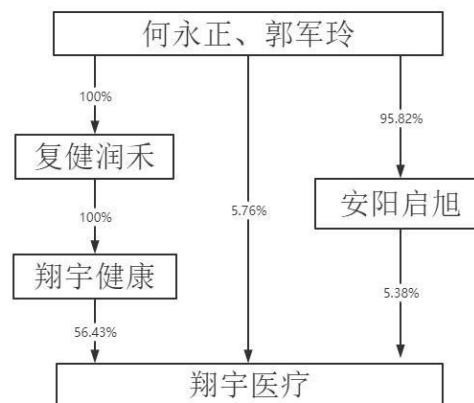 何永正、郭军玲
100%
95.82%
复健润禾
100%
5.76%
安阳启旭
翔宇健康
5.38%
56.43%
翔宇医疗